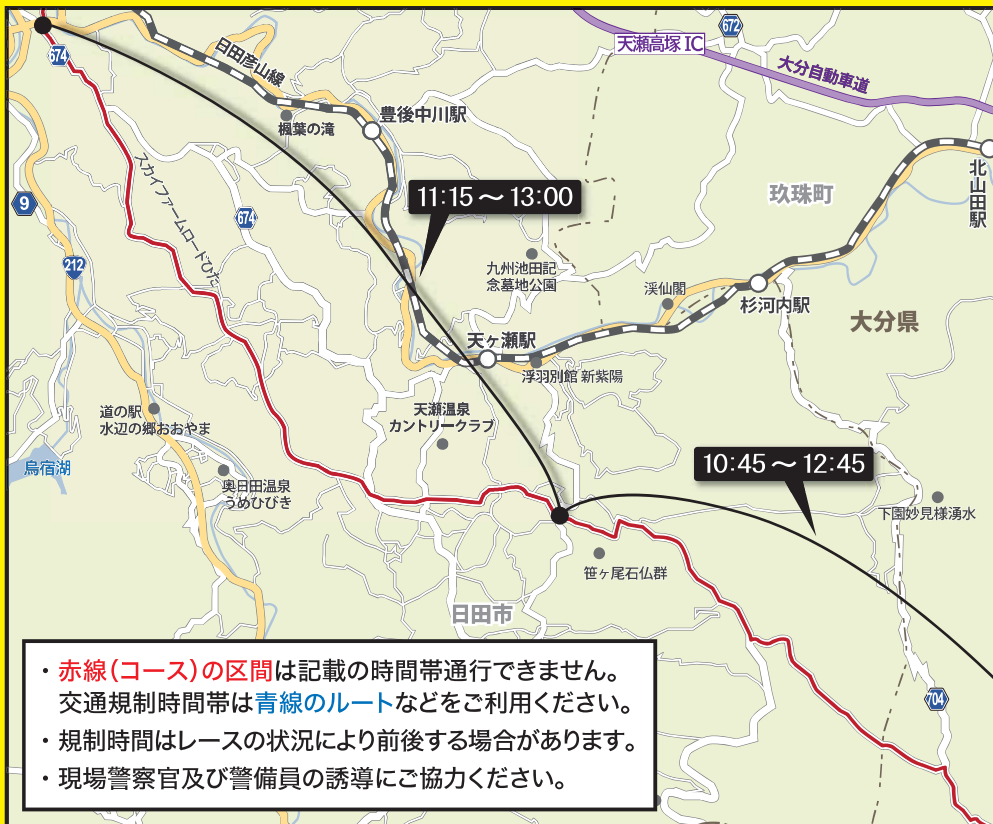 672
天瀬高塚 IC
大分自動車道
674
日田彦山線
楓葉の滝
豊後中川駅
北山田駅
スカイファームロードひた
11:15 ～ 13:00
玖珠町
9
674
212
九州池田記
念墓地公園
渓仙閣
杉河内駅
大分県
天ヶ瀬駅
浮羽別館 新紫陽
道の駅
水辺の郷おおやま
天瀬温泉
カントリークラブ
烏宿湖
奥日田温泉
うめひびき
10:45 ～ 12:45
下園妙見様湧水
笹ヶ尾石仏群
日田市
704
・赤線（コース）の区間は記載の時間帯通行できません。
交通規制時間帯は青線のルートなどをご利用ください。
・規制時間はレースの状況により前後する場合があります。
・現場警察官及び警備員の誘導にご協力ください。